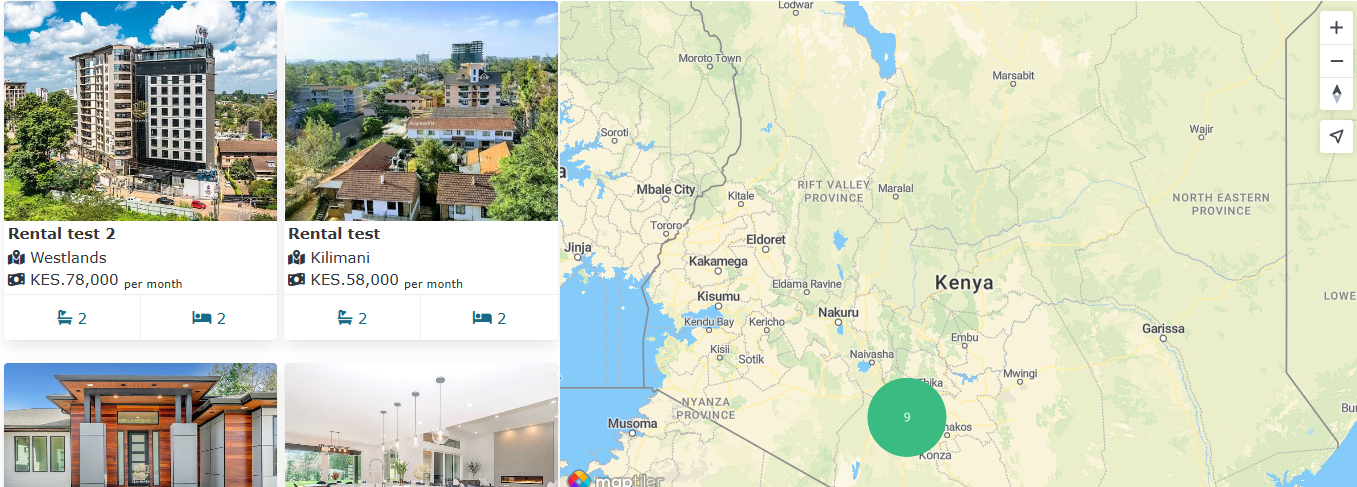 Rental test 2
Westlands
KES.78,000 per month
2
2
Rental test
Kilimani
KES.58,000 per month
2
2
Lodwar
Moroto Town
Marsabit
Wajir
Soroti
Mbale City
Kitale
RIFT VALLEY
PROVINCE
Maralal
NORTH EASTERN
PROVINCE
Tororo
Jinja
Eldoret
Kakamega
Eldama Ravine
Kenya
Kisumu
LOWE
Kendu Bay
Kericho
Nakuru
Garissa
Embu
Kisii
Sotik
Naivasha
Mwingi
Thika
NYANZA
PROVINCE
9
Musoma
akos
Konza
Bu
maptiler